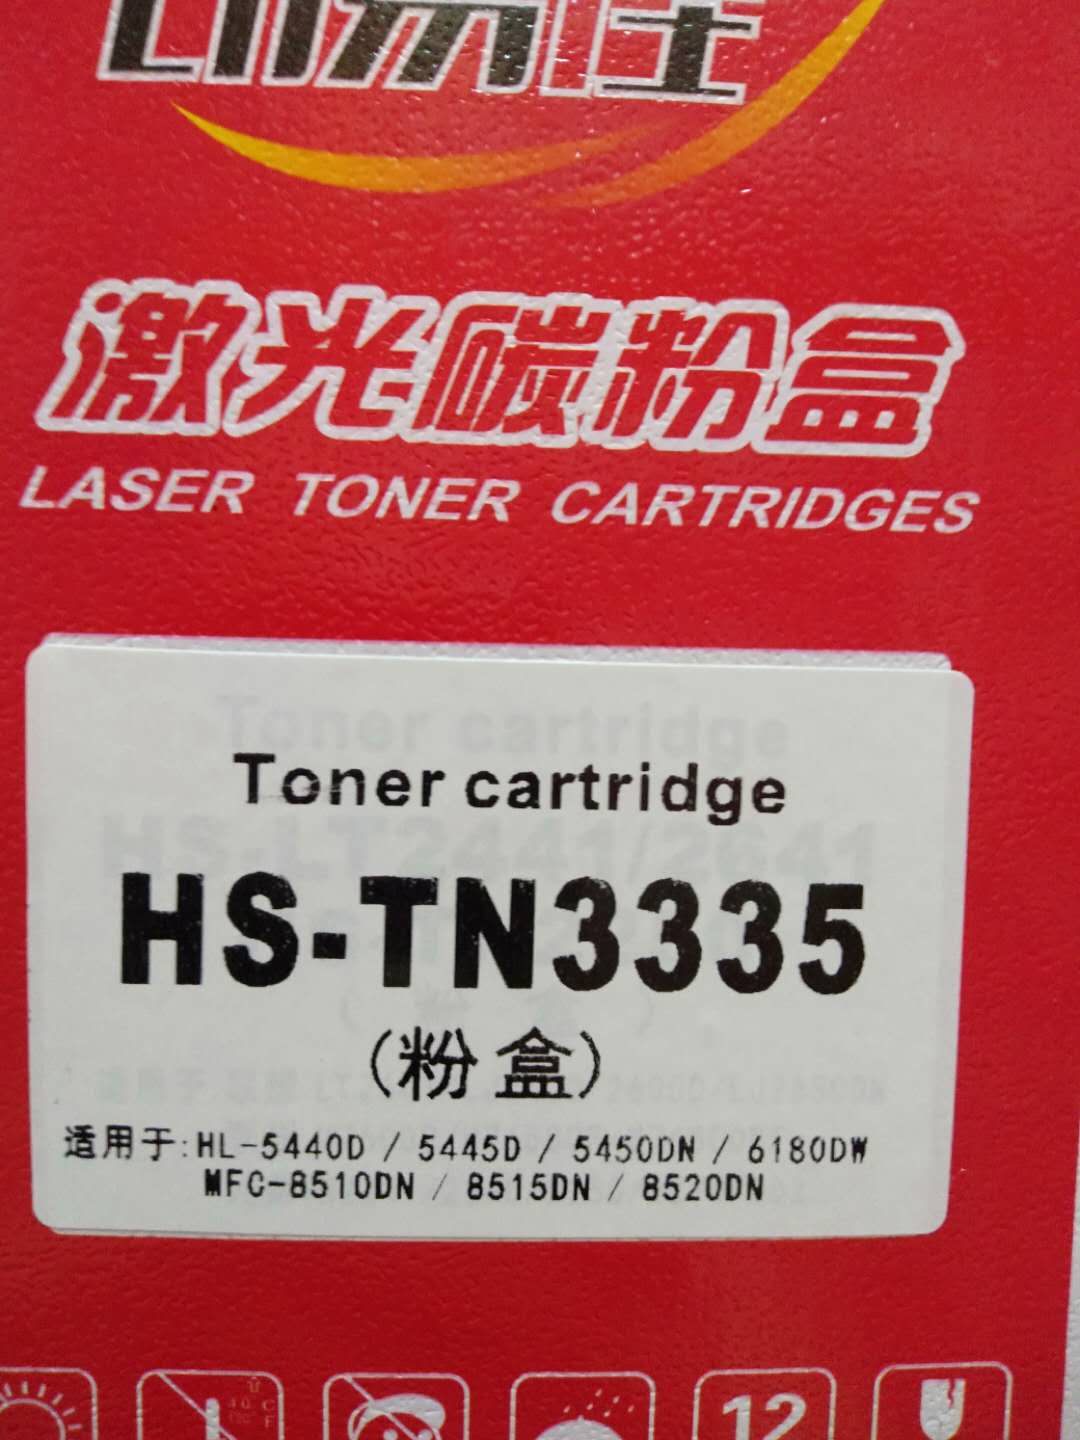 激光碳粉盒
LASER TONER CARTRIDGES
Toner cartridge
HS-TN3335
(粉盒)
适用于:HL-5440D / 5445D / 5450DN / 6180DW
MFC-8510DN / 8515DN / 8520DN
12